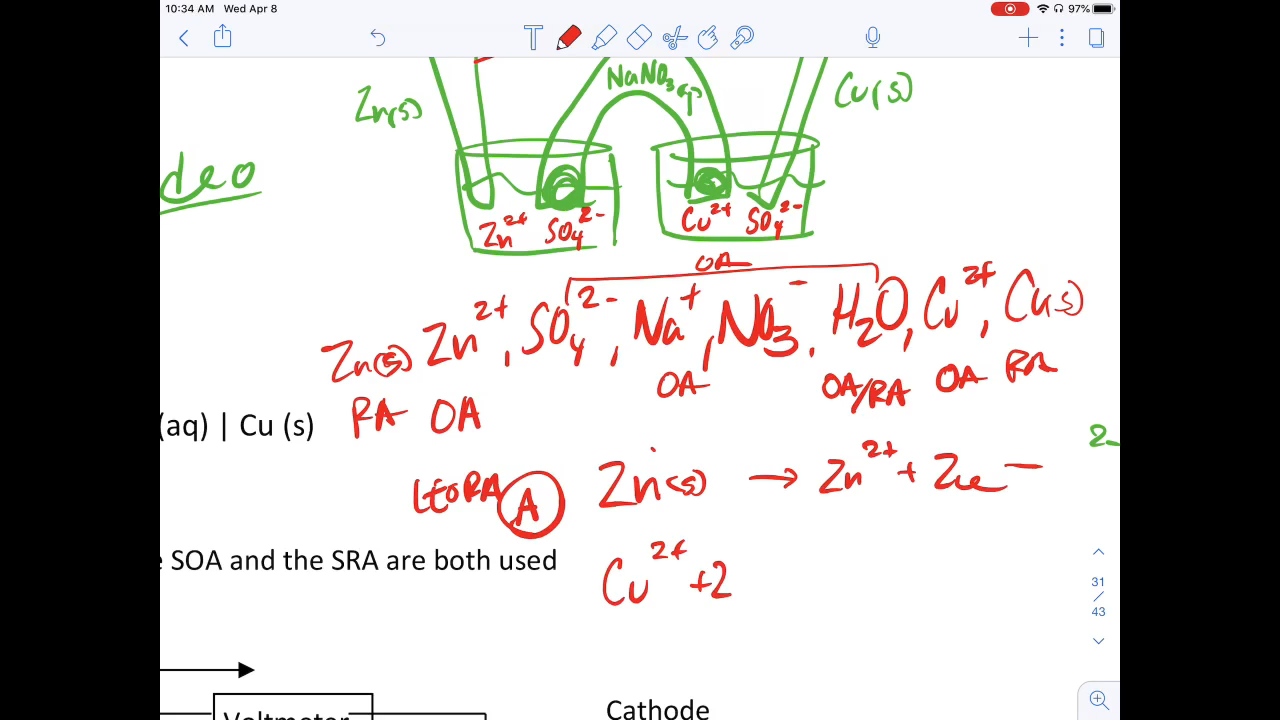 10:34 AM Wed Apr 8
97%
T
NaNO₃(aq)
Zn(s)
Cu(s)
deo
Zn²⁺ SO₄²⁻
Cu²⁺ SO₄²⁻
OA
Zn(s) Zn²⁺, SO₄²⁻, Na⁺, NO₃⁻, H₂O, Cu²⁺, Cu(s)
RA OA OA OA/RA OA RA
(aq) | Cu (s)
2-
LEORA A Zn(s) → Zn²⁺ + 2e⁻
SOA and the SRA are both used
Cu²⁺ + 2
31
/
43
Cathode
Voltmeter